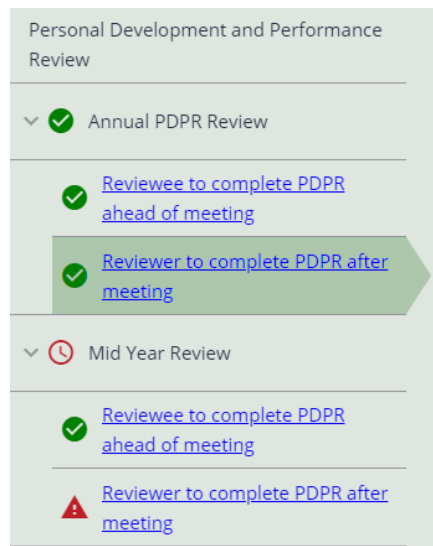 Personal Development and Performance
Review
Annual PDPR Review
Reviewee to complete PDPR
ahead of meeting
Reviewer to complete PDPR after
meeting
Mid Year Review
Reviewee to complete PDPR
ahead of meeting
Reviewer to complete PDPR after
meeting